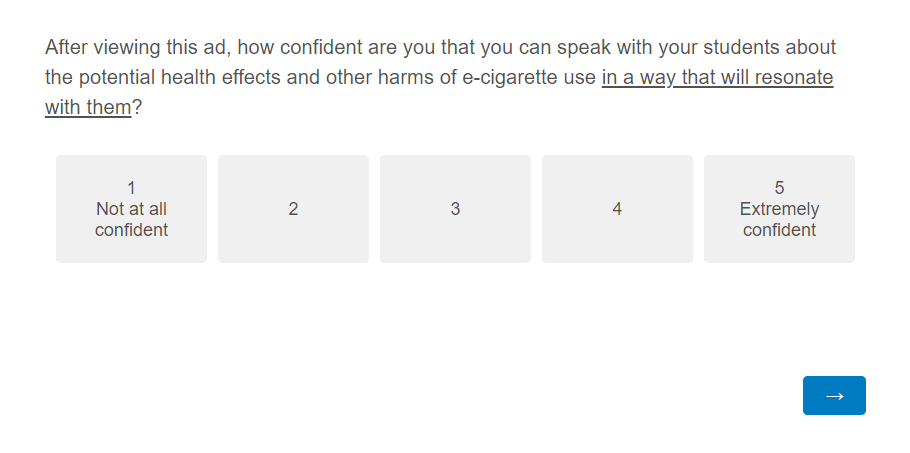 After viewing this ad, how confident are you that you can speak with your students about
the potential health effects and other harms of e-cigarette use in a way that will resonate
with them?
1
Not at all
confident
2
3
4
5
Extremely
confident
→